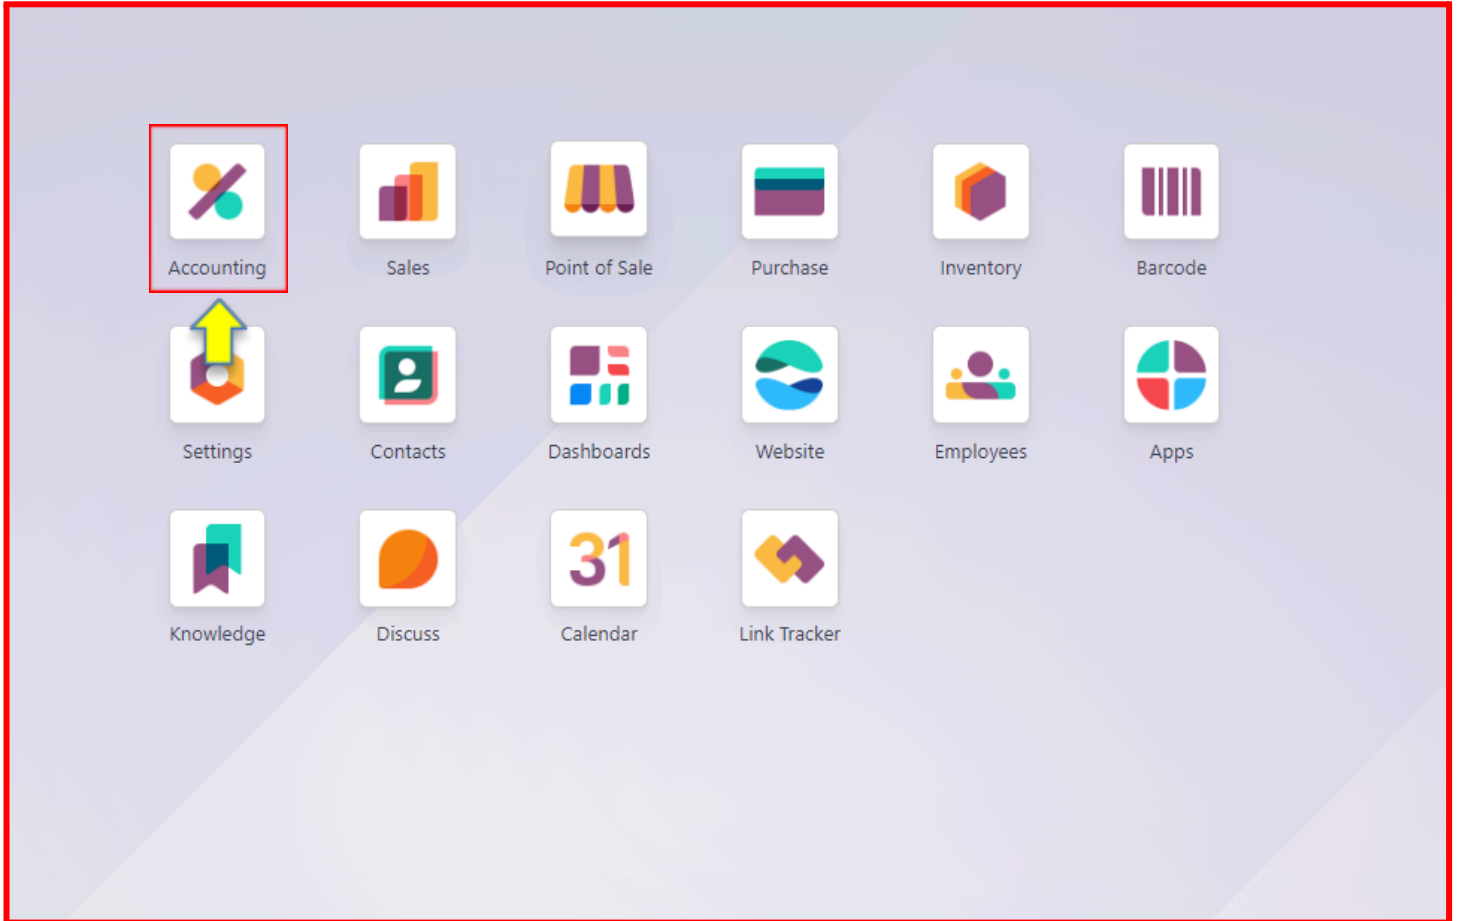 Accounting Sales Point of Sale Purchase Inventory Barcode
Settings Contacts Dashboards Website Employees Apps
31
Knowledge Discuss Calendar Link Tracker